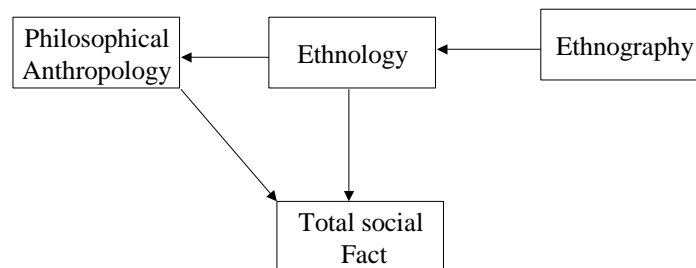 Philosophical
Anthropology
Ethnology
Ethnography
Total social
Fact